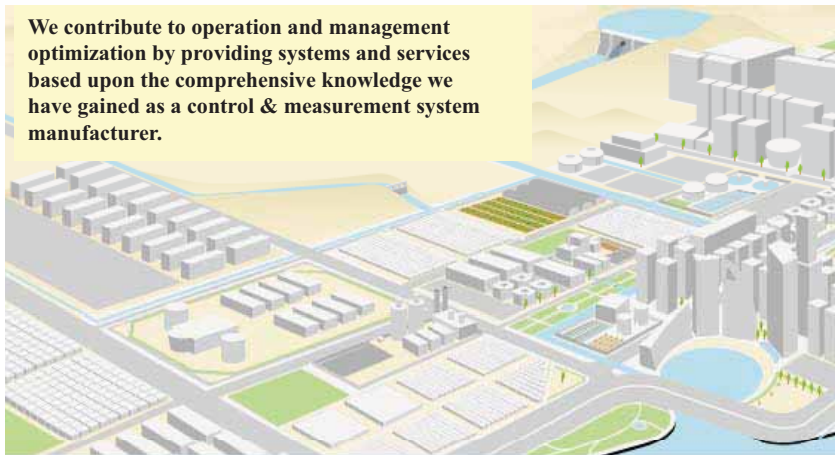 We contribute to operation and management
optimization by providing systems and services
based upon the comprehensive knowledge we
have gained as a control & measurement system
manufacturer.